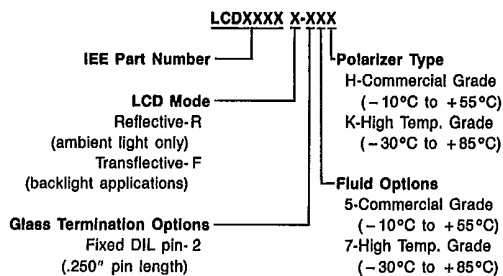 LCDXXXX X-XXX
IEE Part Number
LCD Mode
Reflective-R
(ambient light only)
Transflective-F
(backlight applications)
Glass Termination Options
Fixed DIL pin-2
(.250" pin length)
Polarizer Type
H-Commercial Grade
(−10°C to +55°C)
K-High Temp. Grade
(−30°C to +85°C)
Fluid Options
5-Commercial Grade
(−10°C to +55°C)
7-High Temp. Grade
(−30°C to +85°C)